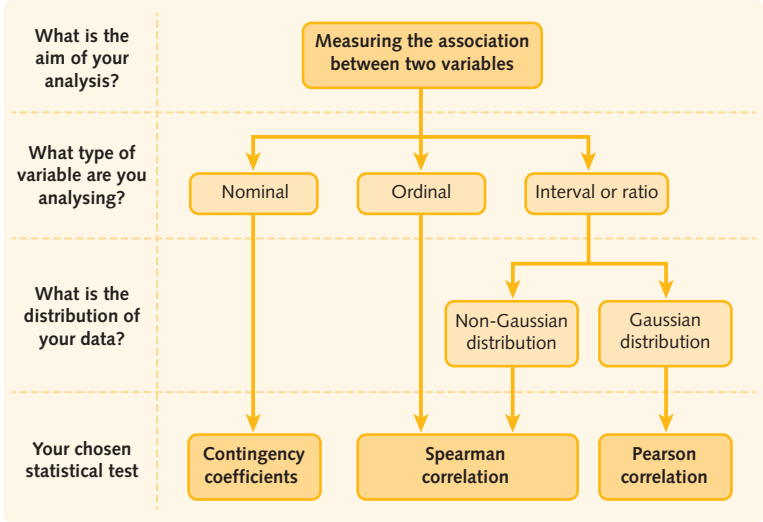 What is the
aim of your
analysis?
Measuring the association
between two variables
What type of
variable are you
analysing?
Nominal
Ordinal
Interval or ratio
What is the
distribution of
your data?
Non-Gaussian
distribution
Gaussian
distribution
Your chosen
statistical test
Contingency
coefficients
Spearman
correlation
Pearson
correlation